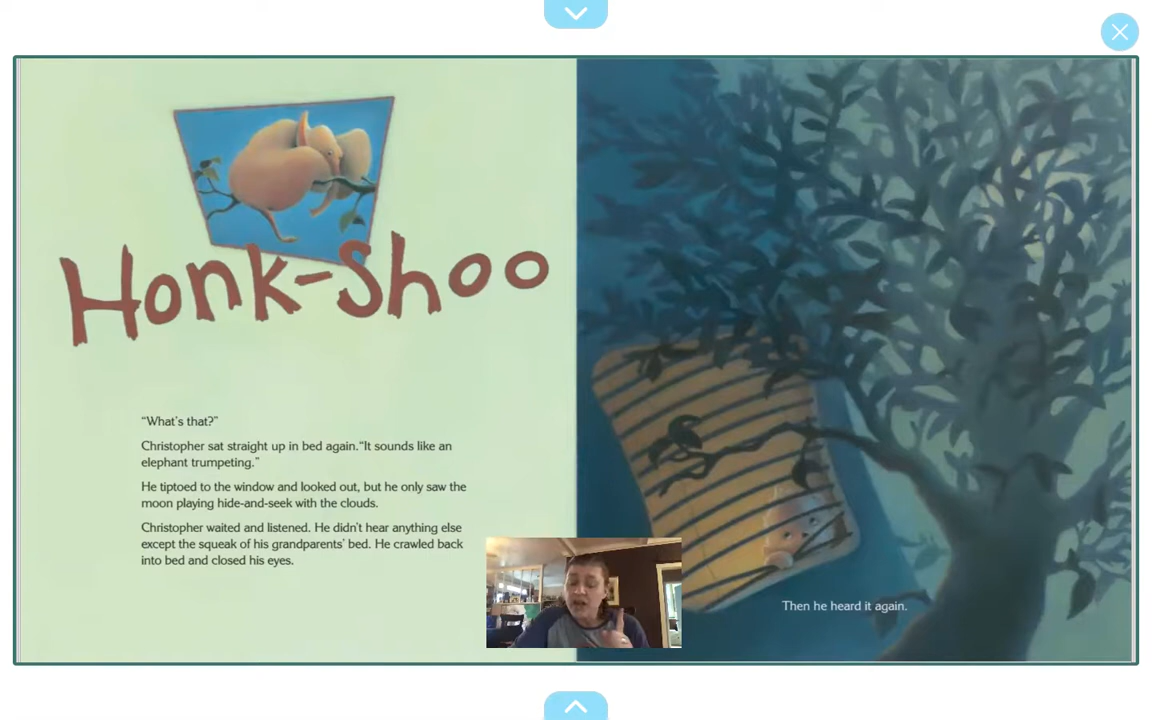 Honk-Shoo
“What’s that?”
Christopher sat straight up in bed again.“It sounds like an
elephant trumpeting.”
He tiptoed to the window and looked out, but he only saw the
moon playing hide-and-seek with the clouds.
Christopher waited and listened. He didn’t hear anything else
except the squeak of his grandparents’ bed. He crawled back
into bed and closed his eyes.
Then he heard it again.